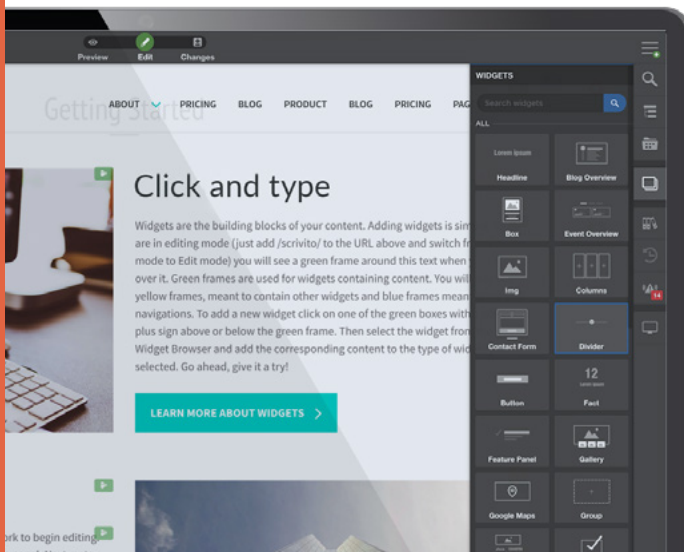 Preview Edit Changes
Getting Started
ABOUT PRICING BLOG PRODUCT BLOG PRICING PAG
Click and type
Widgets are the building blocks of your content. Adding widgets is sim
are in editing mode (just add /scrivito/ to the URL above and switch fr
mode to Edit mode) you will see a green frame around this text when
over it. Green frames are used for widgets containing content. You will
yellow frames, meant to contain other widgets and blue frames mean
navigations. To add a new widget click on one of the green boxes with
plus sign above or below the green frame. Then select the widget from
Widget Browser and add the corresponding content to the type of wid
selected. Go ahead, give it a try!
LEARN MORE ABOUT WIDGETS
ork to begin editing
WIDGETS
Search widgets
ALL
Lorem ipsum
Headline
Blog Overview
Box
Event Overview
Img
Columns
Contact Form
Divider
Button
12
Fact
Feature Panel
Gallery
Google Maps
Group
14